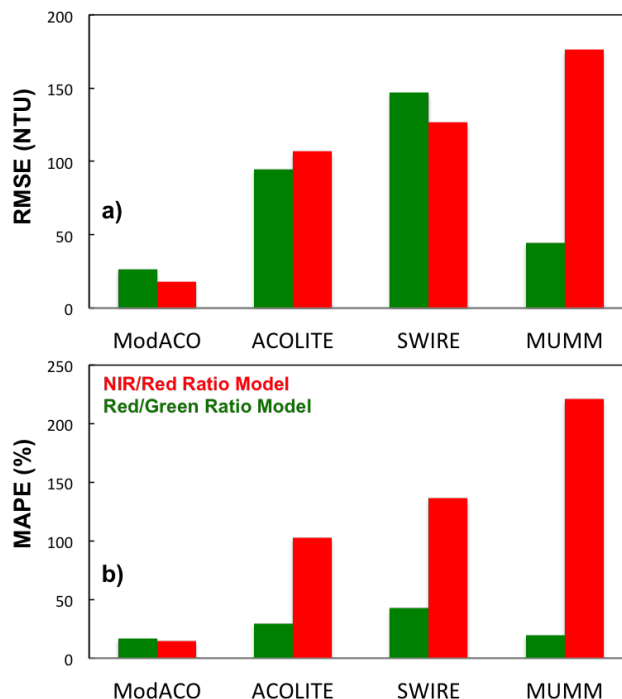 200
150
100
50
0
RMSE (NTU)
a)
ModACO ACOLITE SWIRE MUMM
250
200
150
100
50
0
MAPE (%)
NIR/Red Ratio Model
Red/Green Ratio Model
b)
ModACO ACOLITE SWIRE MUMM